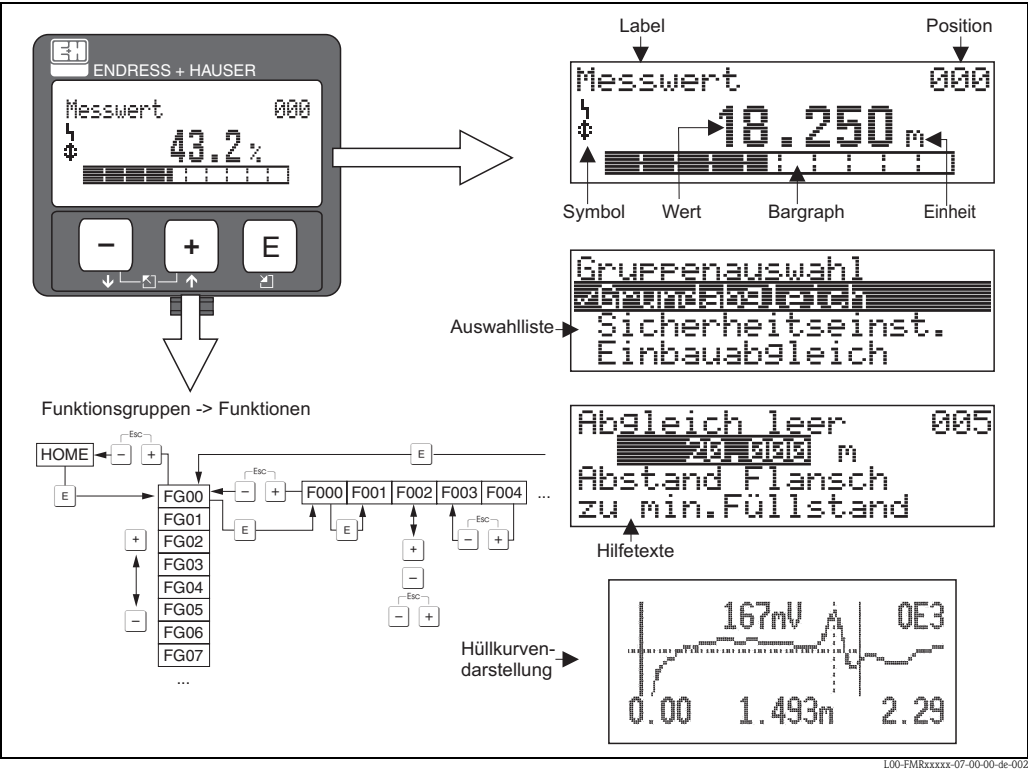 ENDRESS + HAUSER
Messwert 000
43.2 %
- + E
Label Position
Messwert 000
18.250 m
Symbol Wert Bargraph Einheit
Gruppenauswahl
✓Grundabgleich
Sicherheitseinst.
Einbauabgleich
Auswahlliste
Abgleich leer 005
20.000 m
Abstand Flansch
zu min.Füllstand
Hilfetexte
167mV 0E3
0.00 1.493m 2.29
Hüllkurven-
darstellung
Funktionsgruppen -> Funktionen
Esc
HOME - +
E
E
FG00 Esc - + F000 F001 F002 F003 F004 ...
FG01 E E Esc - +
FG02
FG03
FG04
FG05
FG06
FG07
...
+
-
+
-
Esc
- +
L00-FMRxxxxx-07-00-00-de-002